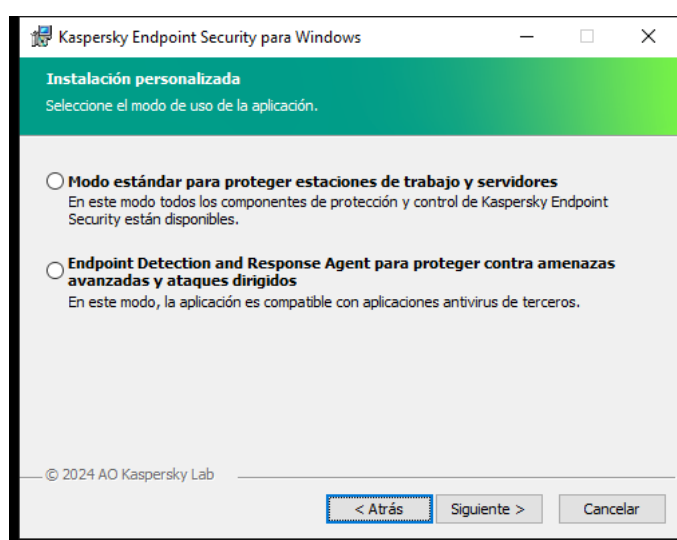 Kaspersky Endpoint Security para Windows
Instalación personalizada
Seleccione el modo de uso de la aplicación.
Modo estándar para proteger estaciones de trabajo y servidores
En este modo todos los componentes de protección y control de Kaspersky Endpoint
Security están disponibles.
Endpoint Detection and Response Agent para proteger contra amenazas
avanzadas y ataques dirigidos
En este modo, la aplicación es compatible con aplicaciones antivirus de terceros.
© 2024 AO Kaspersky Lab
< Atrás Siguiente > Cancelar